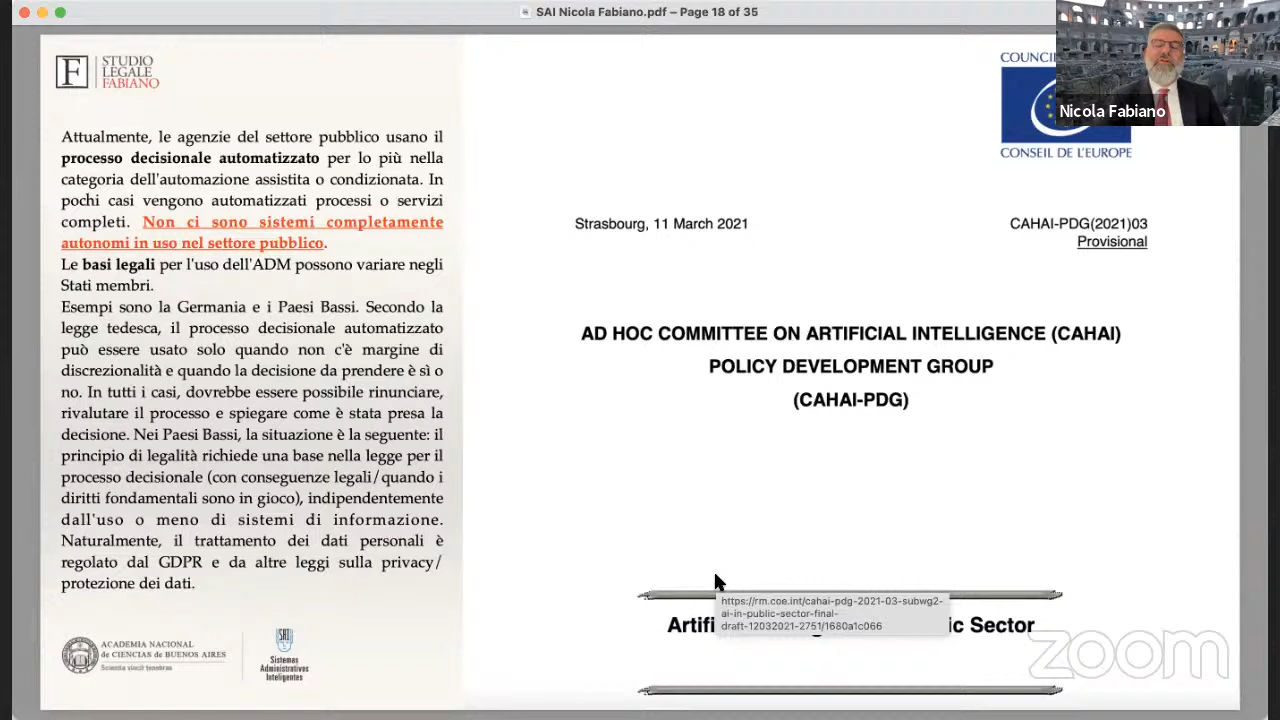 SAI Nicola Fabiano.pdf – Page 18 of 35
F
STUDIO
LEGALE
FABIANO
Attualmente, le agenzie del settore pubblico usano il
processo decisionale automatizzato per lo più nella
categoria dell'automazione assistita o condizionata. In
pochi casi vengono automatizzati processi o servizi
completi. Non ci sono sistemi completamente
autonomi in uso nel settore pubblico.
Le basi legali per l'uso dell'ADM possono variare negli
Stati membri.
Esempi sono la Germania e i Paesi Bassi. Secondo la
legge tedesca, il processo decisionale automatizzato
può essere usato solo quando non c'è margine di
discrezionalità e quando la decisione da prendere è sì o
no. In tutti i casi, dovrebbe essere possibile rinunciare,
rivalutare il processo e spiegare come è stata presa la
decisione. Nei Paesi Bassi, la situazione è la seguente: il
principio di legalità richiede una base nella legge per il
processo decisionale (con conseguenze legali/quando i
diritti fondamentali sono in gioco), indipendentemente
dall'uso o meno di sistemi di informazione.
Naturalmente, il trattamento dei dati personali è
regolato dal GDPR e da altre leggi sulla privacy/
protezione dei dati.
ACADEMIA NACIONAL
de CIENCIAS de BUENOS AIRES
Scientia vincit tenebras
SAI
Sistemas
Administrativos
Inteligentes
COUNCI
CONSEIL DE L'EUROPE
Nicola Fabiano
Strasbourg, 11 March 2021
CAHAI-PDG(2021)03
Provisional
AD HOC COMMITTEE ON ARTIFICIAL INTELLIGENCE (CAHAI)
POLICY DEVELOPMENT GROUP
(CAHAI-PDG)
https://rm.coe.int/cahai-pdg-2021-03-subwg2-
ai-in-public-sector-final-
draft-12032021-2751/1680a1c066
Artifi ic Sector
zoom